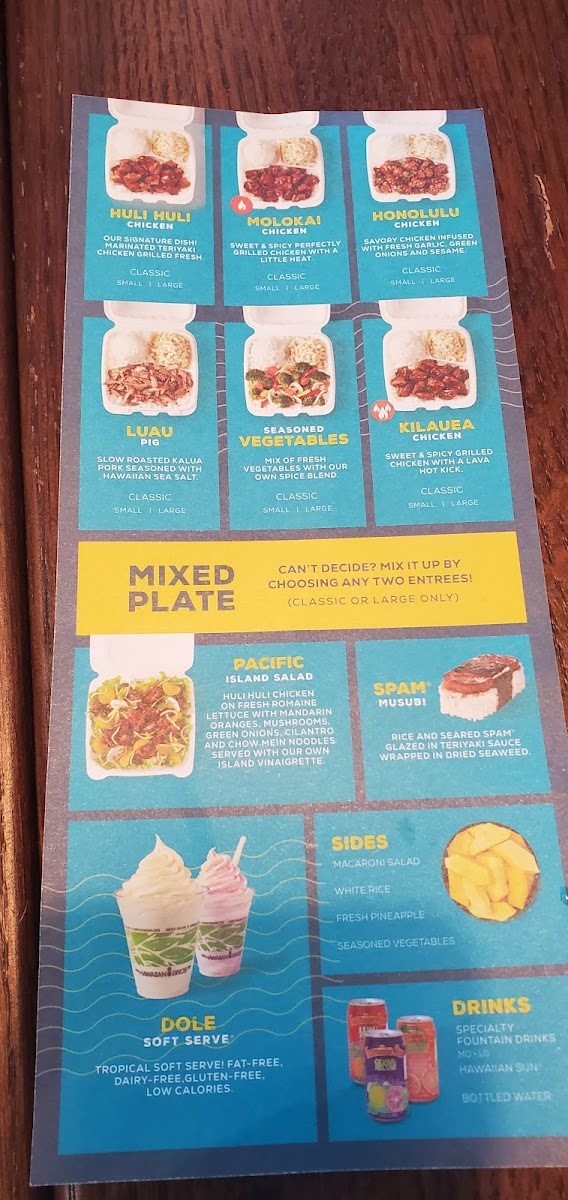 HULI HULI
CHICKEN
OUR SIGNATURE DISH!
MARINATED TERIYAKI
CHICKEN GRILLED FRESH.
CLASSIC
SMALL | LARGE
MOLOKAI
CHICKEN
SWEET & SPICY PERFECTLY
GRILLED CHICKEN WITH A
LITTLE HEAT.
CLASSIC
SMALL | LARGE
HONOLULU
CHICKEN
SAVORY CHICKEN INFUSED
WITH FRESH GARLIC, GREEN
ONIONS AND SESAME.
CLASSIC
SMALL | LARGE
LUAU
PIG
SLOW ROASTED KALUA
PORK SEASONED WITH
HAWAIIAN SEA SALT.
CLASSIC
SMALL | LARGE
SEASONED
VEGETABLES
MIX OF FRESH
VEGETABLES WITH OUR
OWN SPICE BLEND.
CLASSIC
SMALL | LARGE
KILAUEA
CHICKEN
SWEET & SPICY GRILLED
CHICKEN WITH A LAVA
HOT KICK.
CLASSIC
SMALL | LARGE
MIXED
PLATE
CAN'T DECIDE? MIX IT UP BY
CHOOSING ANY TWO ENTREES!
(CLASSIC OR LARGE ONLY)
PACIFIC
ISLAND SALAD
HULI HULI CHICKEN
ON FRESH ROMAINE
LETTUCE WITH MANDARIN
ORANGES, MUSHROOMS,
GREEN ONIONS, CILANTRO
AND CHOW-MEIN NOODLES
SERVED WITH OUR OWN
ISLAND VINAIGRETTE.
SPAM®
MUSUBI
RICE AND SEARED SPAM®
GLAZED IN TERIYAKI SAUCE
WRAPPED IN DRIED SEAWEED.
DOLE
SOFT SERVE®
TROPICAL SOFT SERVE! FAT-FREE,
DAIRY-FREE,GLUTEN-FREE,
LOW CALORIES.
SIDES
MACARONI SALAD
WHITE RICE
FRESH PINEAPPLE
SEASONED VEGETABLES
DRINKS
SPECIALTY
FOUNTAIN DRINKS
MD • LG
HAWAIIAN SUN®
BOTTLED WATER